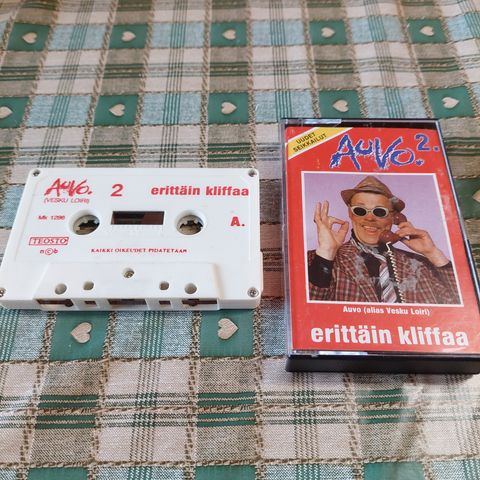 AUVO.
(VESKU LOIRI)
2
erittäin kliffaa
Mk 1296
A.
TEOSTO
ncb
KAIKKI OIKEUDET PIDÄTETÄÄN
UUDET
SEIKKAILUT
AUVO.2.
Auvo (alias Vesku Loiri)
erittäin kliffaa